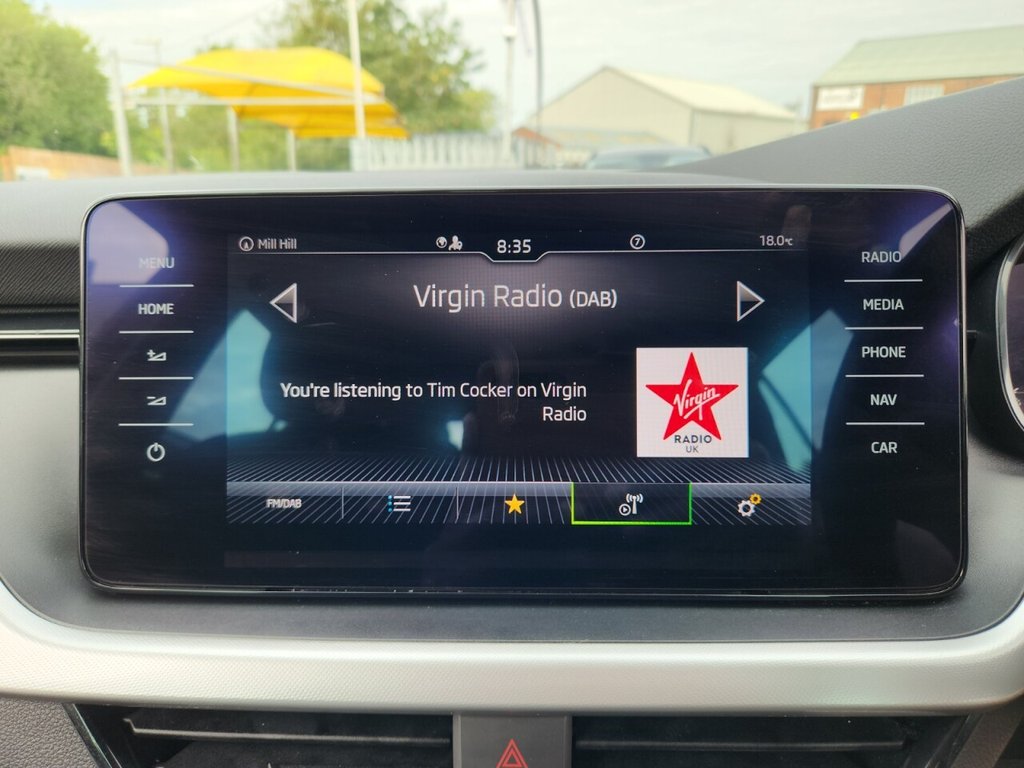 Mill Hill
8:35
7
18.0°C
MENU
HOME
RADIO
MEDIA
PHONE
NAV
CAR
Virgin Radio (DAB)
You're listening to Tim Cocker on Virgin
Radio
Virgin
RADIO
UK
FM/DAB